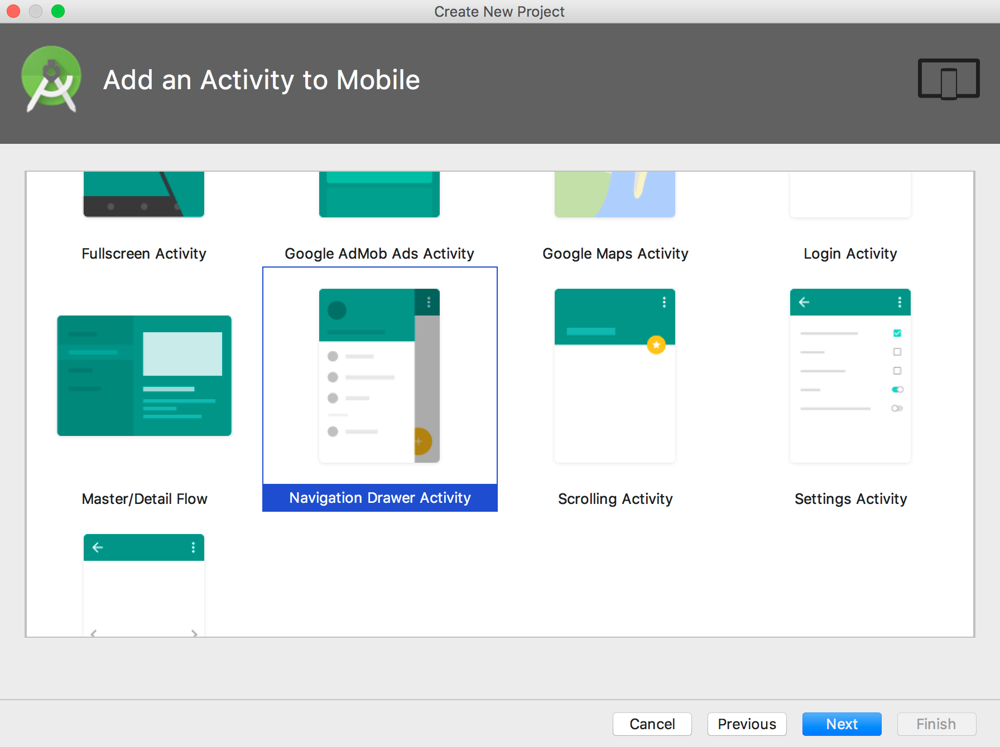 Create New Project
Add an Activity to Mobile
Fullscreen Activity
Google AdMob Ads Activity
Google Maps Activity
Login Activity
Master/Detail Flow
Navigation Drawer Activity
Scrolling Activity
Settings Activity
Cancel
Previous
Next
Finish